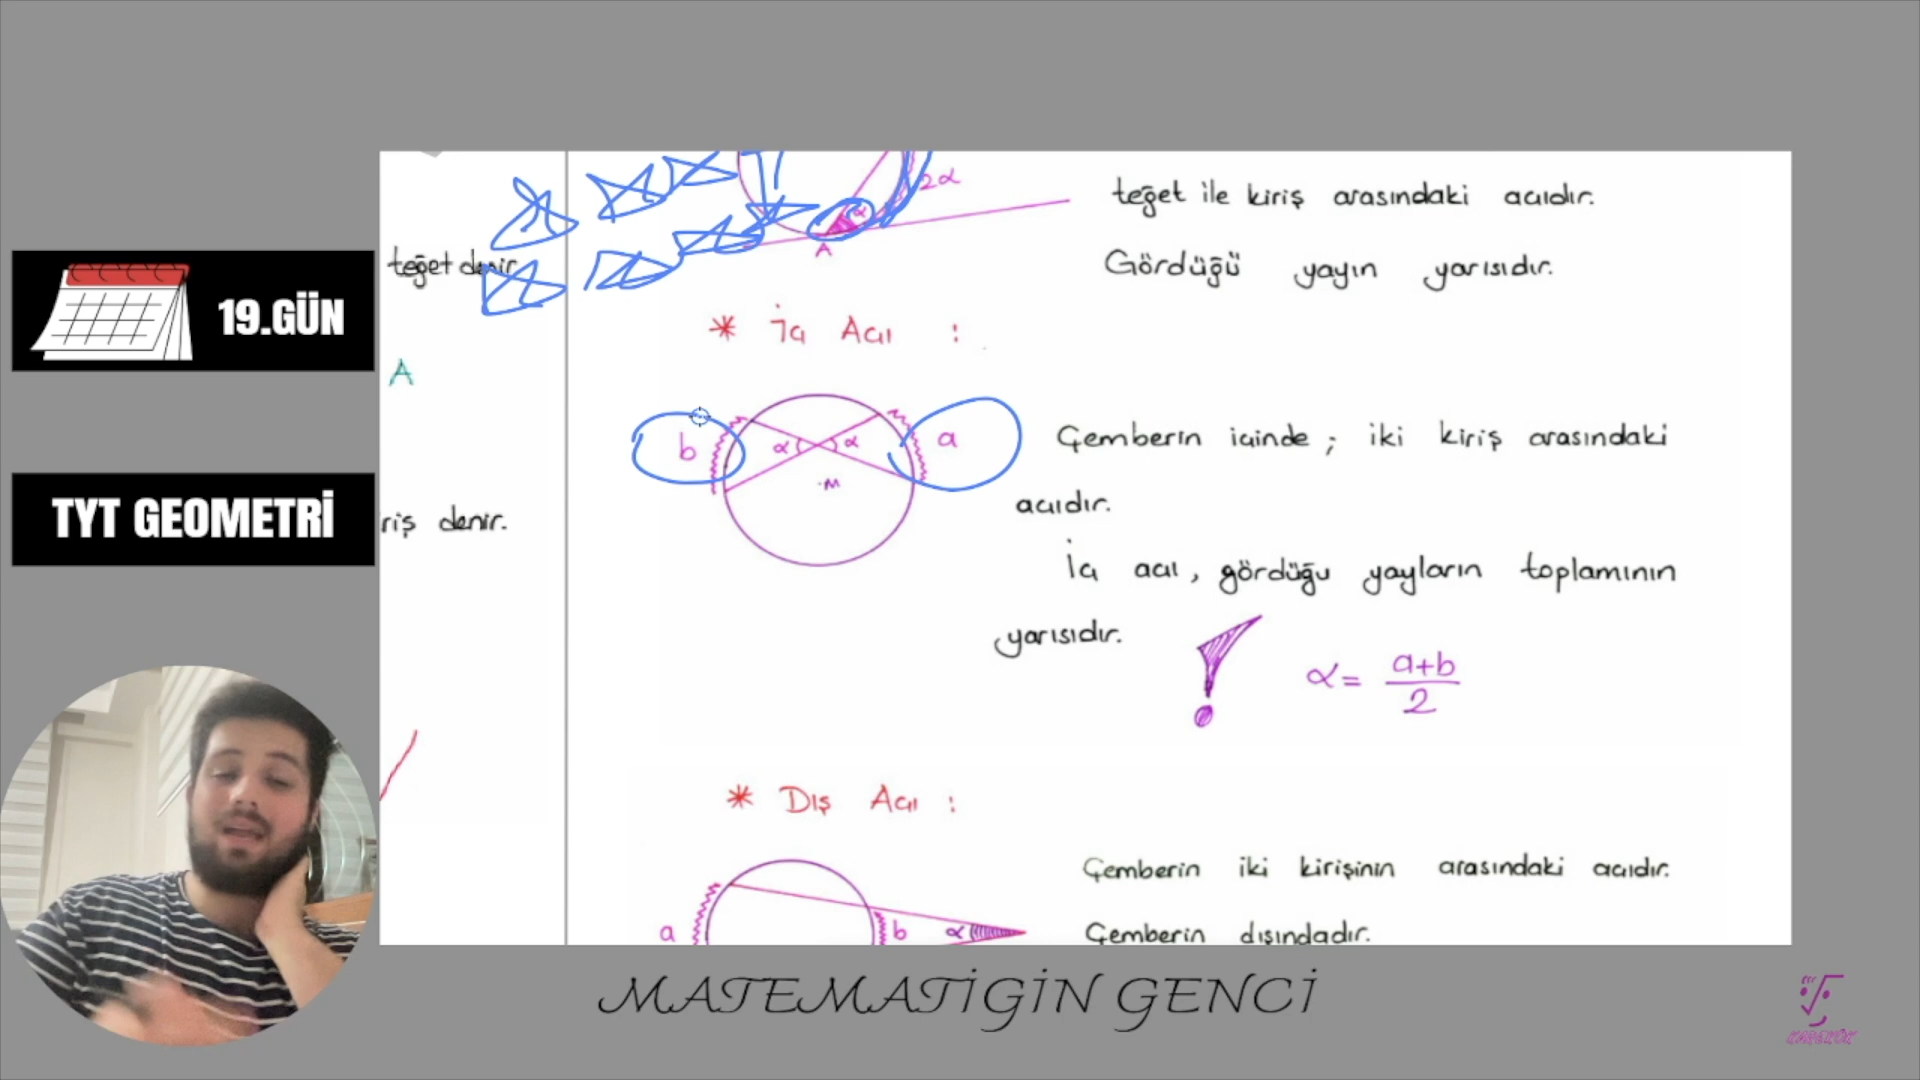 19.GÜN
TYT GEOMETRİ
teğet denir.
A
riş denir.
2α
α
A
teğet ile kiriş arasındaki açıdır.
Gördüğü yayın yarısıdır.
* İç Açı :
b α α a
.M
Çemberin içinde ; iki kiriş arasındaki
açıdır.
İç açı, gördüğü yayların toplamının
yarısıdır.
α = a+b
2
* Dış Açı :
a b α
Çemberin iki kirişinin arasındaki açıdır.
Çemberin dışındadır.
MATEMATİĞİN GENCİ
KAREKÖK